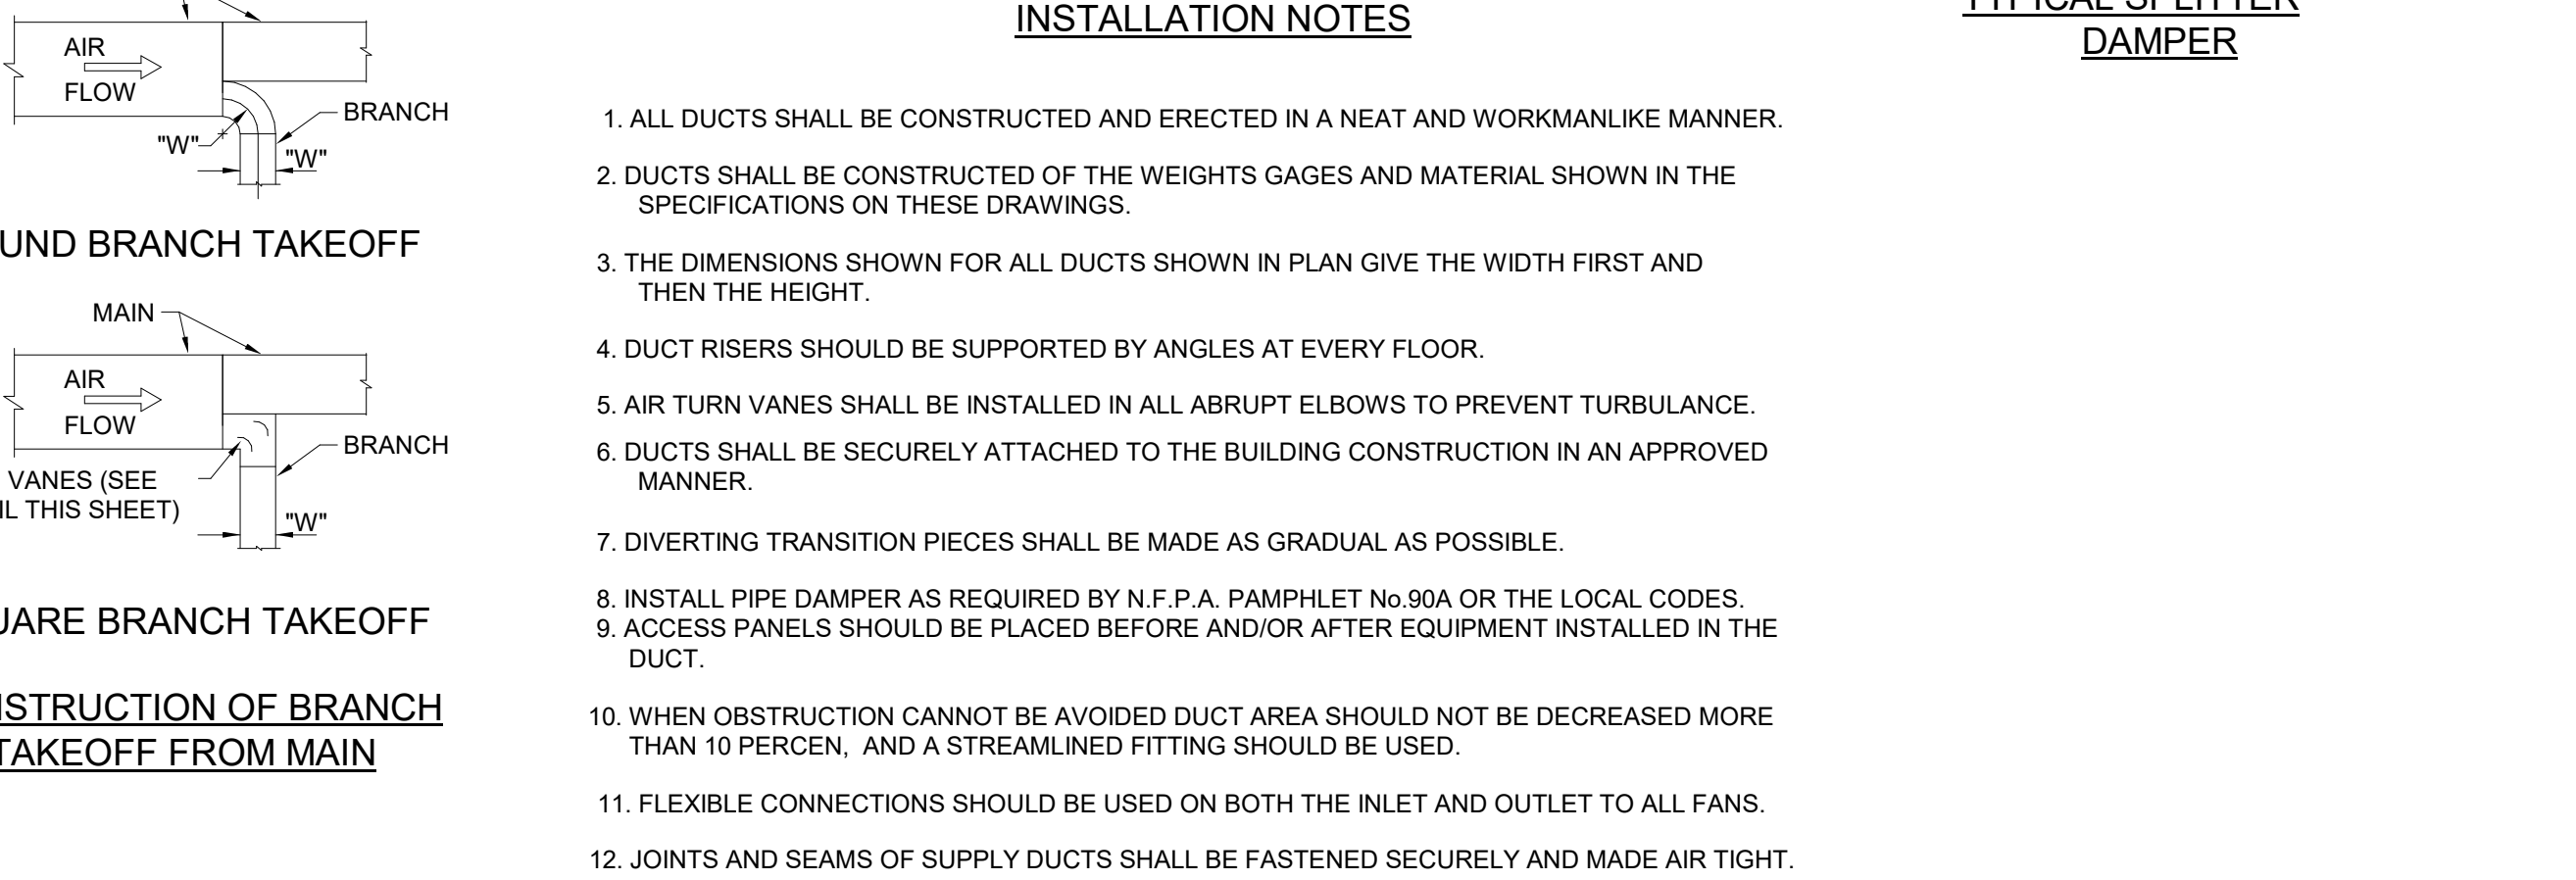 AIR
FLOW
BRANCH
"W"
"W"
UND BRANCH TAKEOFF
MAIN
AIR
FLOW
BRANCH
VANES (SEE
IL THIS SHEET)
"W"
UARE BRANCH TAKEOFF
NSTRUCTION OF BRANCH
TAKEOFF FROM MAIN
INSTALLATION NOTES
1. ALL DUCTS SHALL BE CONSTRUCTED AND ERECTED IN A NEAT AND WORKMANLIKE MANNER.
2. DUCTS SHALL BE CONSTRUCTED OF THE WEIGHTS GAGES AND MATERIAL SHOWN IN THE
SPECIFICATIONS ON THESE DRAWINGS.
3. THE DIMENSIONS SHOWN FOR ALL DUCTS SHOWN IN PLAN GIVE THE WIDTH FIRST AND
THEN THE HEIGHT.
4. DUCT RISERS SHOULD BE SUPPORTED BY ANGLES AT EVERY FLOOR.
5. AIR TURN VANES SHALL BE INSTALLED IN ALL ABRUPT ELBOWS TO PREVENT TURBULANCE.
6. DUCTS SHALL BE SECURELY ATTACHED TO THE BUILDING CONSTRUCTION IN AN APPROVED
MANNER.
7. DIVERTING TRANSITION PIECES SHALL BE MADE AS GRADUAL AS POSSIBLE.
8. INSTALL PIPE DAMPER AS REQUIRED BY N.F.P.A. PAMPHLET No.90A OR THE LOCAL CODES.
9. ACCESS PANELS SHOULD BE PLACED BEFORE AND/OR AFTER EQUIPMENT INSTALLED IN THE
DUCT.
10. WHEN OBSTRUCTION CANNOT BE AVOIDED DUCT AREA SHOULD NOT BE DECREASED MORE
THAN 10 PERCEN,  AND A STREAMLINED FITTING SHOULD BE USED.
11. FLEXIBLE CONNECTIONS SHOULD BE USED ON BOTH THE INLET AND OUTLET TO ALL FANS.
12. JOINTS AND SEAMS OF SUPPLY DUCTS SHALL BE FASTENED SECURELY AND MADE AIR TIGHT.
TYPICAL SPLITTER
DAMPER